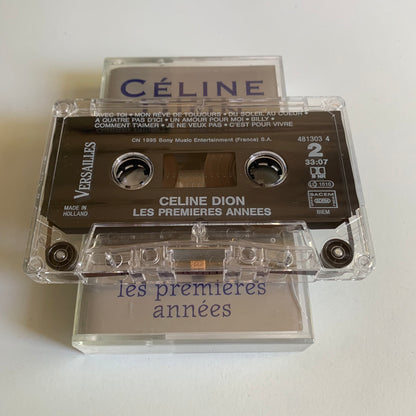 CÉLINE
DION
AVEC TOI • MON RÊVE DE TOUJOURS • DU SOLEIL AU COEUR •
A QUATRE PAS D'ICI • UN AMOUR POUR MOI • BILLY •
COMMENT T'AIMER • JE NE VEUX PAS • C'EST POUR VIVRE
CN 1995 Sony Music Entertainment (France) S.A.
481303 4
2
33:07
VERSAILLES
MADE IN
HOLLAND
SACEM
BIEM
CELINE DION
LES PREMIERES ANNEES
les premières
années